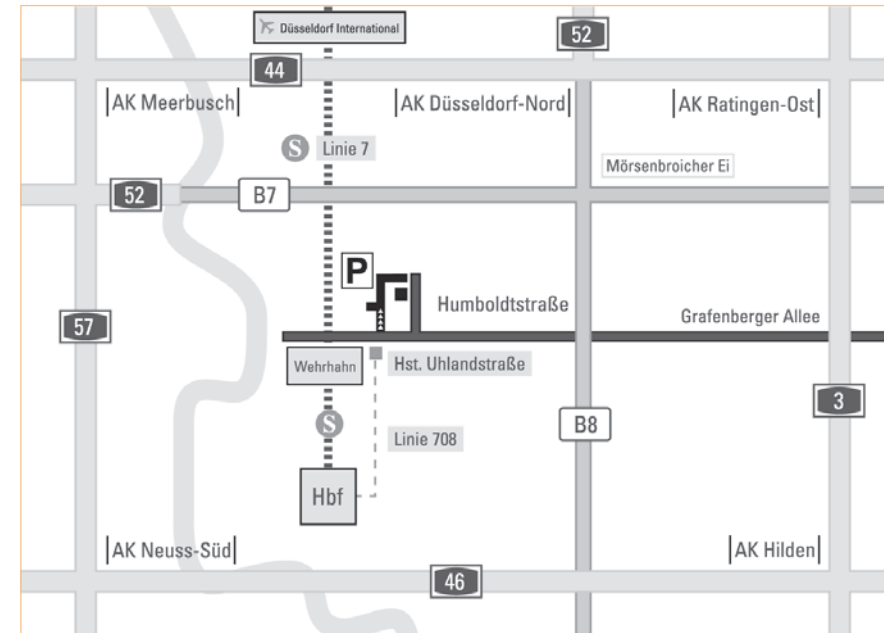 Düsseldorf International
52
44
AK Meerbusch
AK Düsseldorf-Nord
AK Ratingen-Ost
S Linie 7
Mörsenbroicher Ei
52
B7
P
Humboldtstraße
Grafenberger Allee
57
Wehrhahn
Hst. Uhlandstraße
3
S
B8
Linie 708
Hbf
AK Neuss-Süd
AK Hilden
46